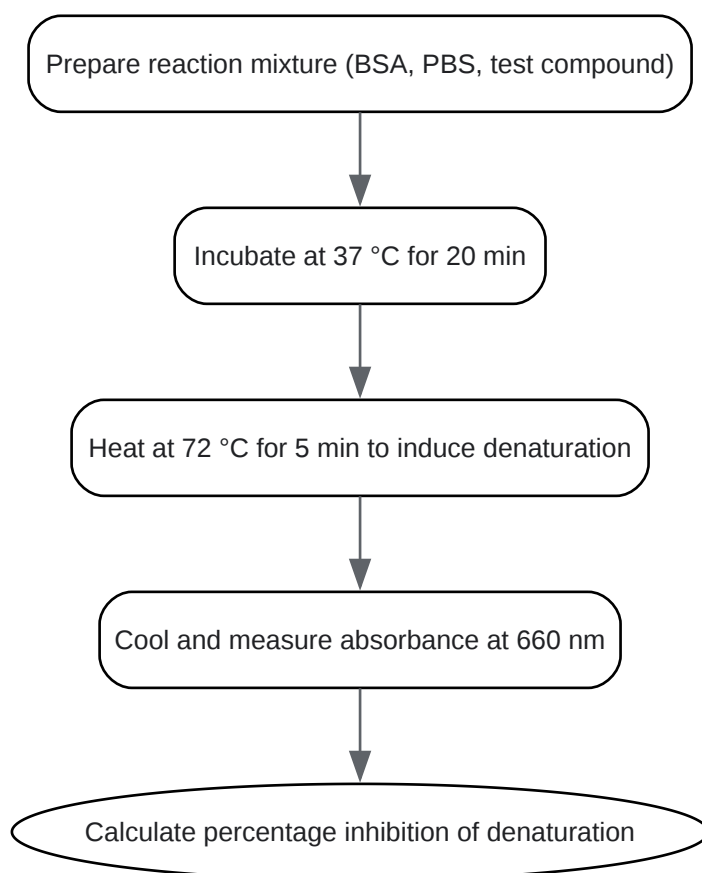 Prepare reaction mixture (BSA, PBS, test compound)
Incubate at 37 °C for 20 min
Heat at 72 °C for 5 min to induce denaturation
Cool and measure absorbance at 660 nm
Calculate percentage inhibition of denaturation